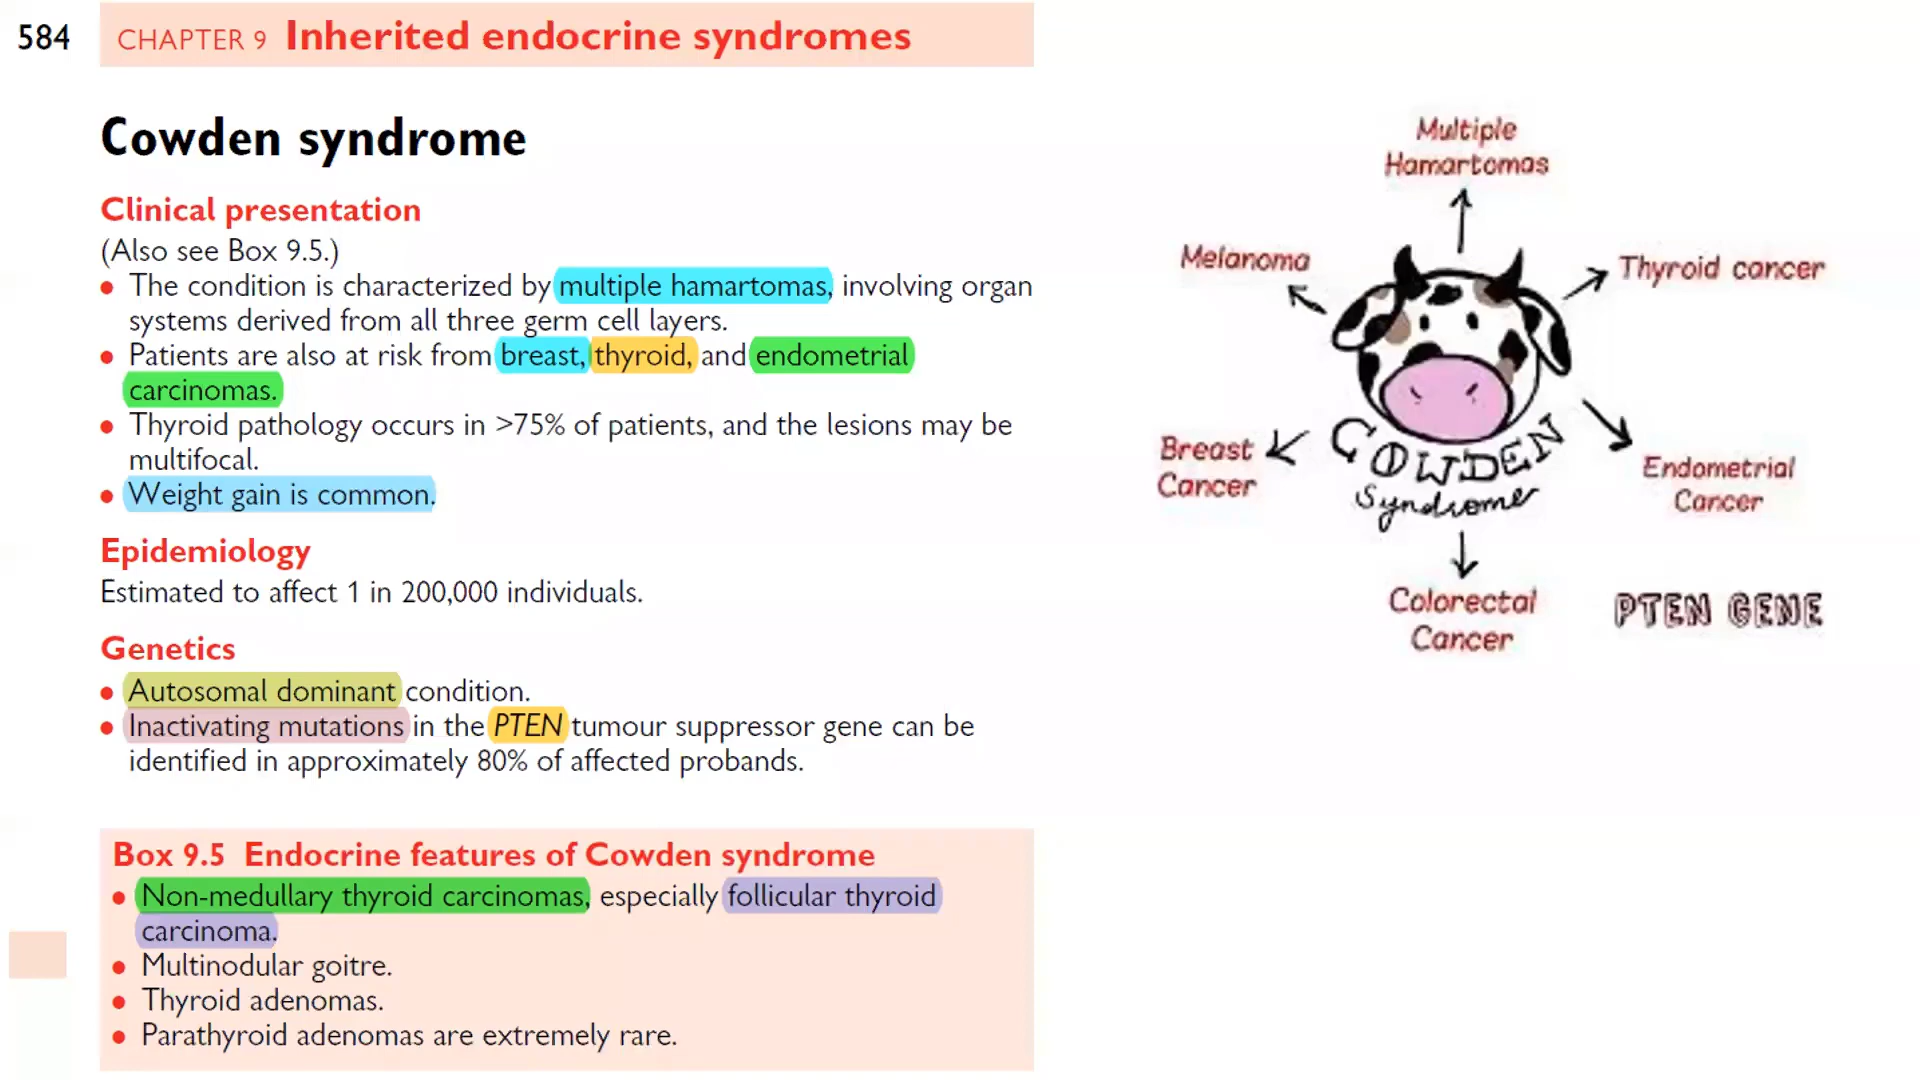 584
CHAPTER 9 Inherited endocrine syndromes
Cowden syndrome
Clinical presentation
(Also see Box 9.5.)
• The condition is characterized by multiple hamartomas, involving organ
systems derived from all three germ cell layers.
• Patients are also at risk from breast, thyroid, and endometrial
carcinomas.
• Thyroid pathology occurs in >75% of patients, and the lesions may be
multifocal.
• Weight gain is common.
Epidemiology
Estimated to affect 1 in 200,000 individuals.
Genetics
• Autosomal dominant condition.
• Inactivating mutations in the PTEN tumour suppressor gene can be
identified in approximately 80% of affected probands.
Box 9.5 Endocrine features of Cowden syndrome
• Non-medullary thyroid carcinomas, especially follicular thyroid
carcinoma.
• Multinodular goitre.
• Thyroid adenomas.
• Parathyroid adenomas are extremely rare.
Multiple
Hamartomas
Melanoma
Thyroid cancer
Breast
Cancer
COWDEN
Syndrome
Endometrial
Cancer
Colorectal
Cancer
PTEN GENE